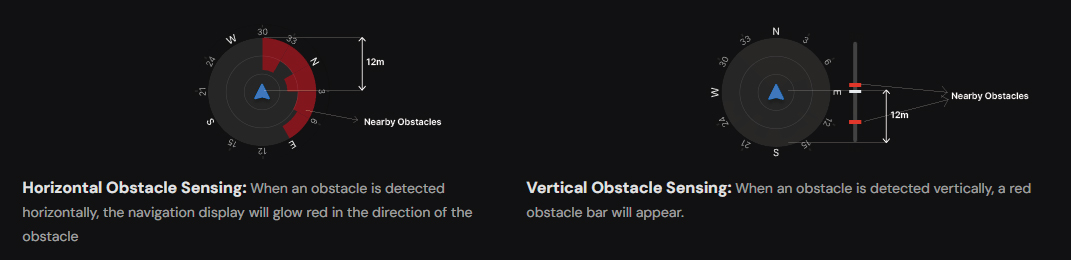 30
33
N
3
6
E
12
15
S
21
24
W
12m
Nearby Obstacles
N
3
6
E
12
15
S
21
24
W
30
33
12m
Nearby Obstacles
Horizontal Obstacle Sensing: When an obstacle is detected
horizontally, the navigation display will glow red in the direction of the
obstacle
Vertical Obstacle Sensing: When an obstacle is detected vertically, a red
obstacle bar will appear.